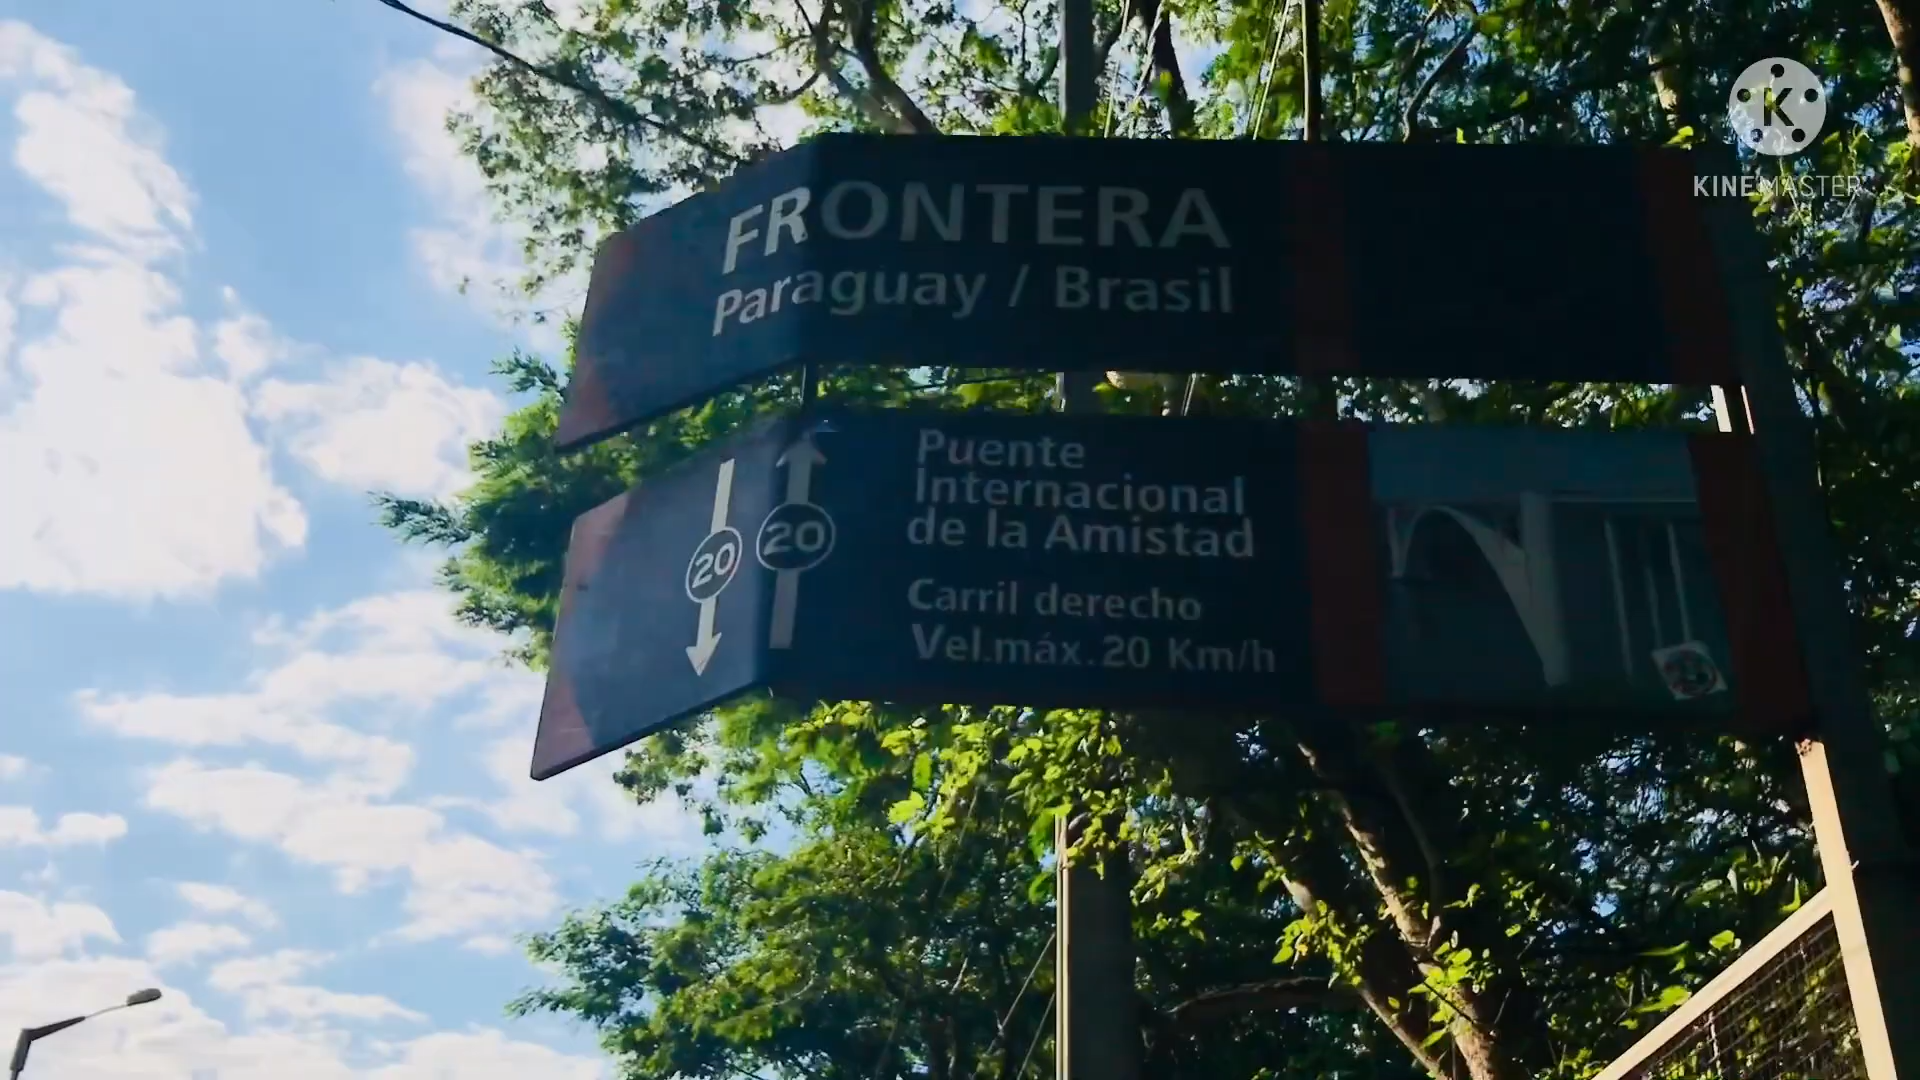 FRONTERA
Paraguay / Brasil
Puente
Internacional
de la Amistad
20
20
Carril derecho
Vel.máx.20 Km/h
K
KINEMASTER